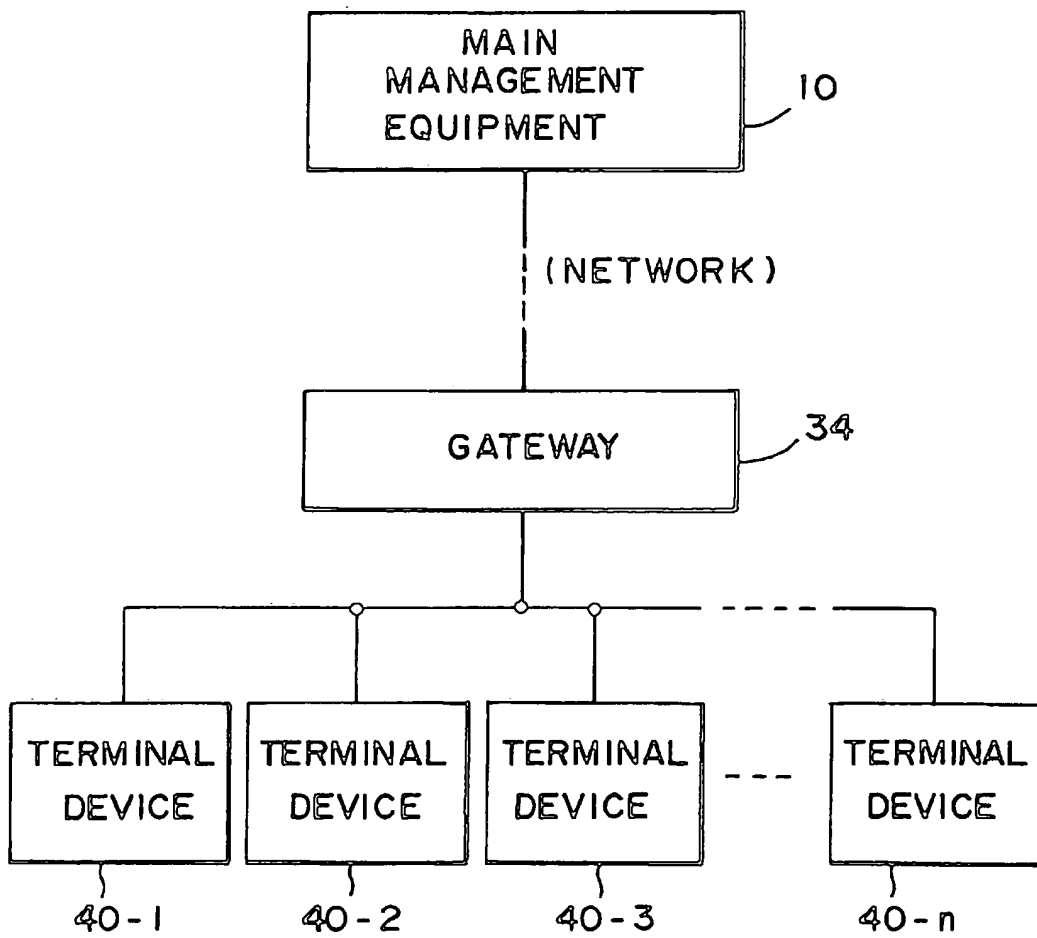 MAIN
MANAGEMENT
EQUIPMENT
10
(NETWORK)
GATEWAY
34
TERMINAL
DEVICE
TERMINAL
DEVICE
TERMINAL
DEVICE
TERMINAL
DEVICE
40-1
40-2
40-3
40-n